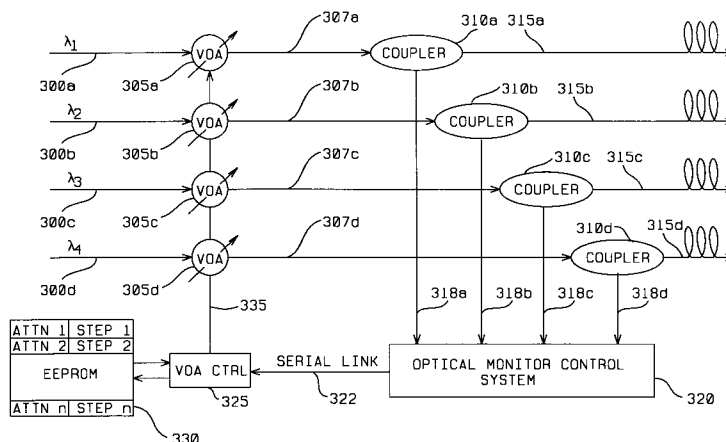 307a 310a 315a
λ1 VOA COUPLER
300a 305a
307b 310b 315b
λ2 VOA COUPLER
300b 305b
307c 310c 315c
λ3 VOA COUPLER
300c 305c
307d 310d 315d
λ4 VOA COUPLER
300d 305d
335 318a 318b 318c 318d
ATTN 1 STEP 1
ATTN 2 STEP 2
EEPROM
ATTN n STEP n
330
VOA CTRL
325
SERIAL LINK
322
OPTICAL MONITOR CONTROL
SYSTEM
320